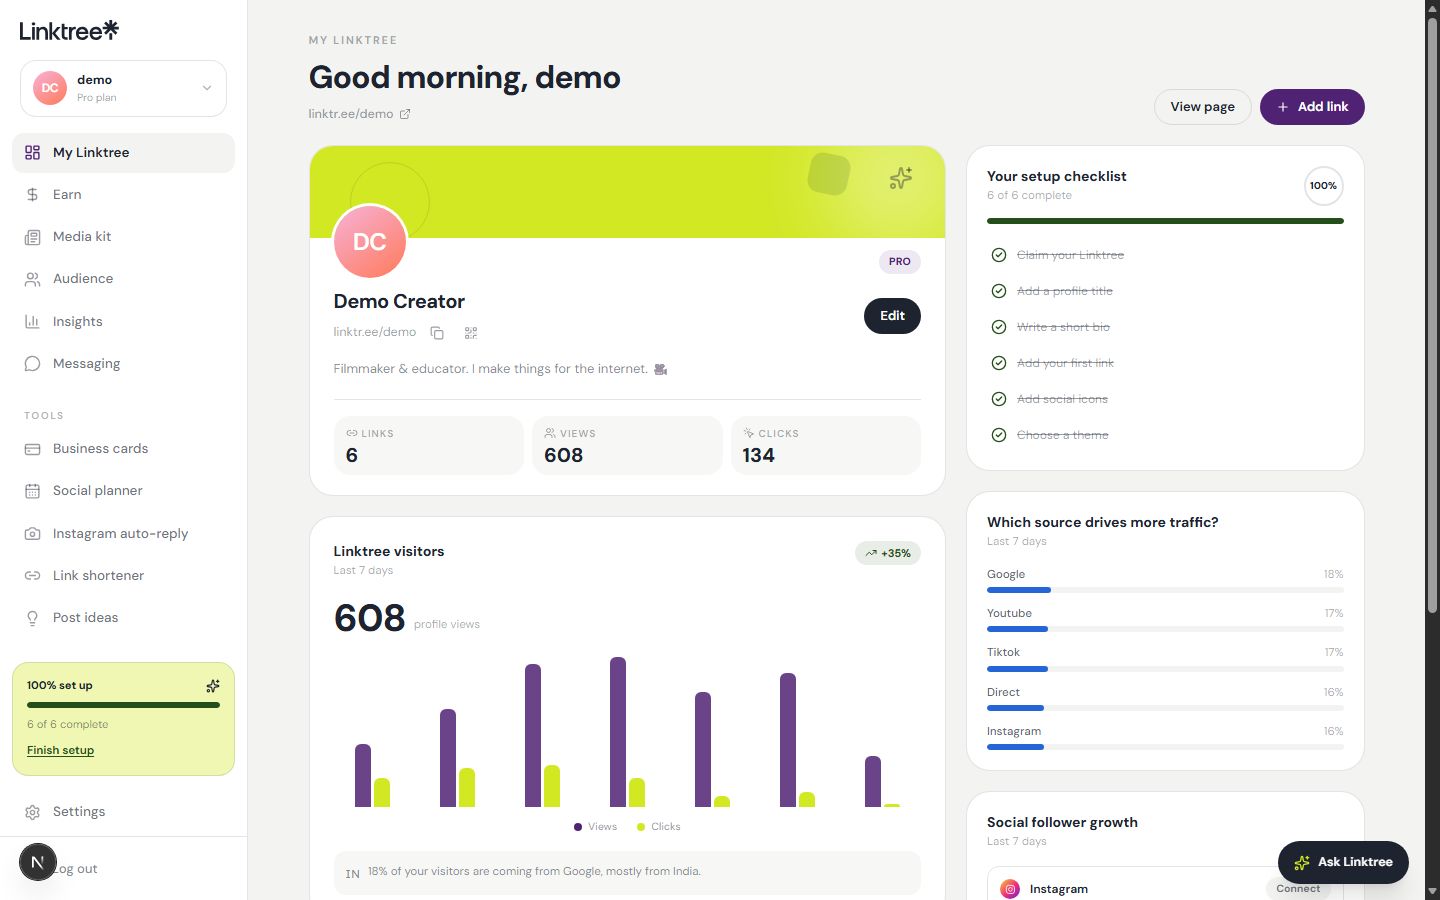 Linktree
DC
demo
Pro plan
My Linktree
Earn
Media kit
Audience
Insights
Messaging
TOOLS
Business cards
Social planner
Instagram auto-reply
Link shortener
Post ideas
100% set up
6 of 6 complete
Finish setup
Settings
N
Log out
MY LINKTREE
Good morning, demo
linktr.ee/demo
View page
Add link
DC
PRO
Demo Creator
Edit
linktr.ee/demo
Filmmaker & educator. I make things for the internet.
LINKS
6
VIEWS
608
CLICKS
134
Linktree visitors
Last 7 days
+35%
608 profile views
Views
Clicks
IN 18% of your visitors are coming from Google, mostly from India.
Your setup checklist
6 of 6 complete
100%
Claim your Linktree
Add a profile title
Write a short bio
Add your first link
Add social icons
Choose a theme
Which source drives more traffic?
Last 7 days
Google 18%
Youtube 17%
Tiktok 17%
Direct 16%
Instagram 16%
Social follower growth
Last 7 days
Instagram
Connect
Ask Linktree